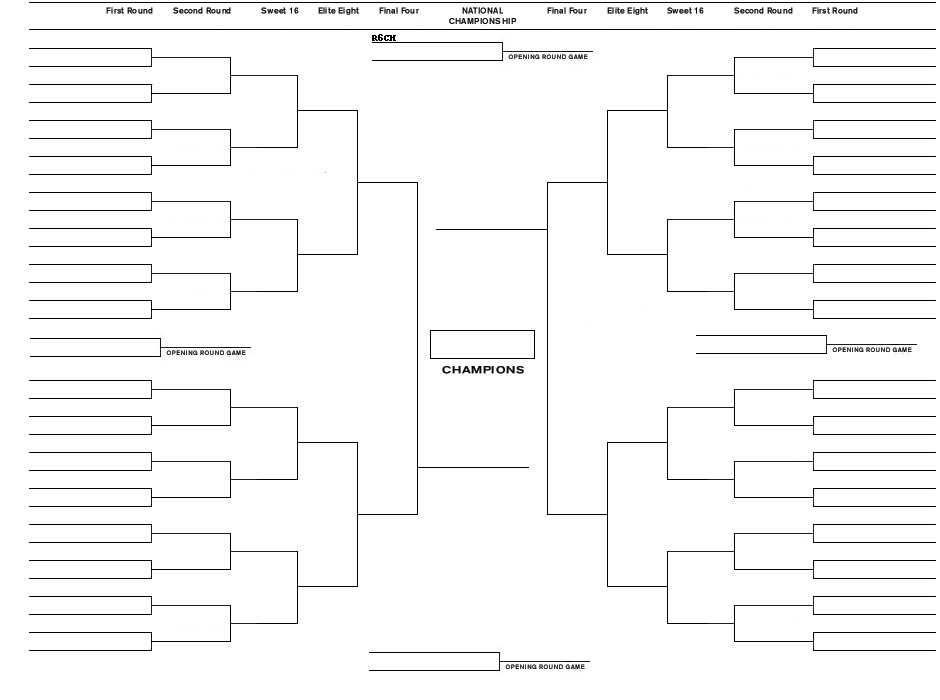 First Round Second Round Sweet 16 Elite Eight Final Four NATIONAL CHAMPIONSHIP Final Four Elite Eight Sweet 16 Second Round First Round
R6CH
OPENING ROUND GAME
OPENING ROUND GAME
OPENING ROUND GAME
CHAMPIONS
OPENING ROUND GAME